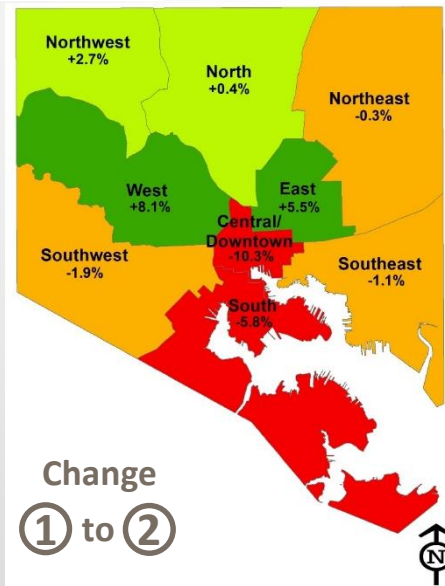 Northwest
+2.7%
North
+0.4%
Northeast
-0.3%
West
+8.1%
East
+5.5%
Central/
Downtown
-10.3%
Southwest
-1.9%
Southeast
-1.1%
South
-5.8%
Change
1 to 2
N